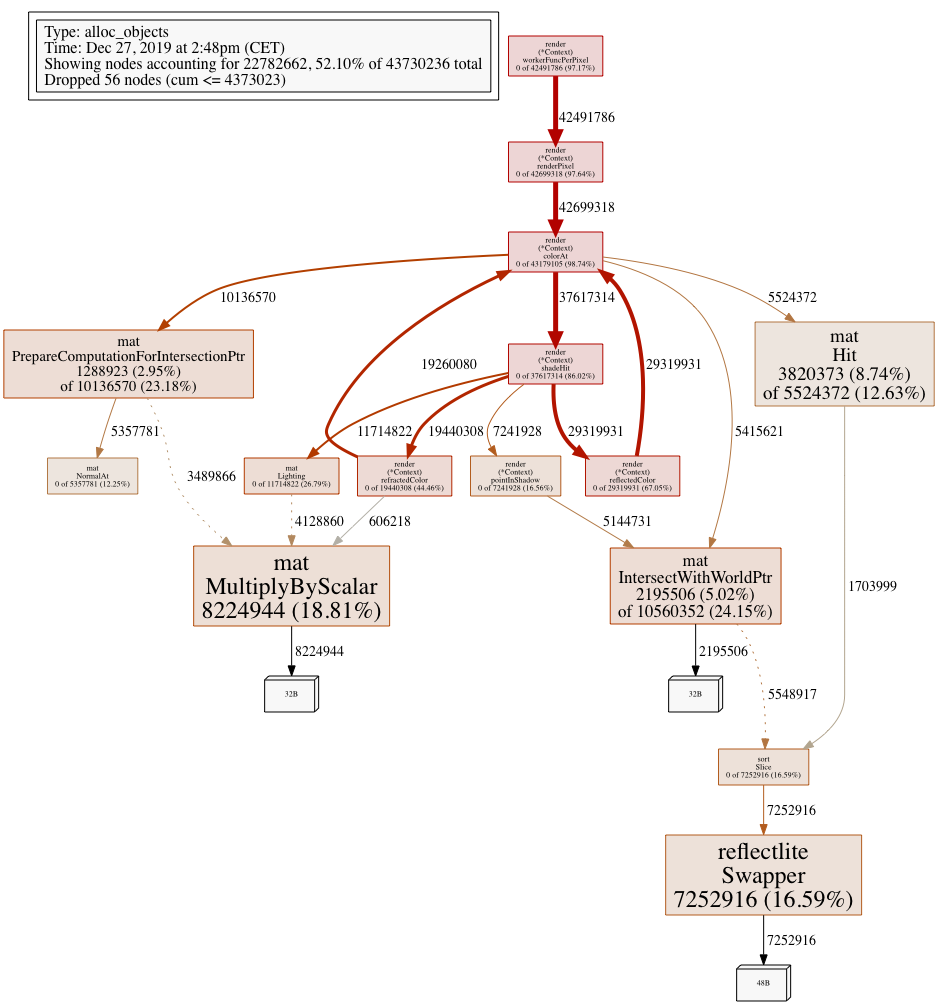 Type: alloc_objects
Time: Dec 27, 2019 at 2:48pm (CET)
Showing nodes accounting for 22782662, 52.10% of 43730236 total
Dropped 56 nodes (cum <= 4373023)
render
(*Context)
workerFuncPerPixel
0 of 42491786 (97.17%)
42491786
render
(*Context)
renderPixel
0 of 42699318 (97.64%)
42699318
render
(*Context)
colorAt
0 of 43179105 (98.74%)
10136570
37617314
5524372
mat
PrepareComputationForIntersectionPtr
1288923 (2.95%)
of 10136570 (23.18%)
19260080
render
(*Context)
shadeHit
0 of 37617314 (86.02%)
29319931
mat
Hit
3820373 (8.74%)
of 5524372 (12.63%)
5357781
11714822
19440308
7241928
29319931
5415621
mat
NormalAt
0 of 5357781 (12.25%)
3489866
mat
Lighting
0 of 11714822 (26.79%)
render
(*Context)
refractedColor
0 of 19440308 (44.46%)
render
(*Context)
pointInShadow
0 of 7241928 (16.56%)
render
(*Context)
reflectedColor
0 of 29319931 (67.05%)
4128860
606218
5144731
mat
MultiplyByScalar
8224944 (18.81%)
mat
IntersectWithWorldPtr
2195506 (5.02%)
of 10560352 (24.15%)
1703999
8224944
2195506
32B
32B
5548917
sort
Slice
0 of 7252916 (16.59%)
7252916
reflectlite
Swapper
7252916 (16.59%)
7252916
48B